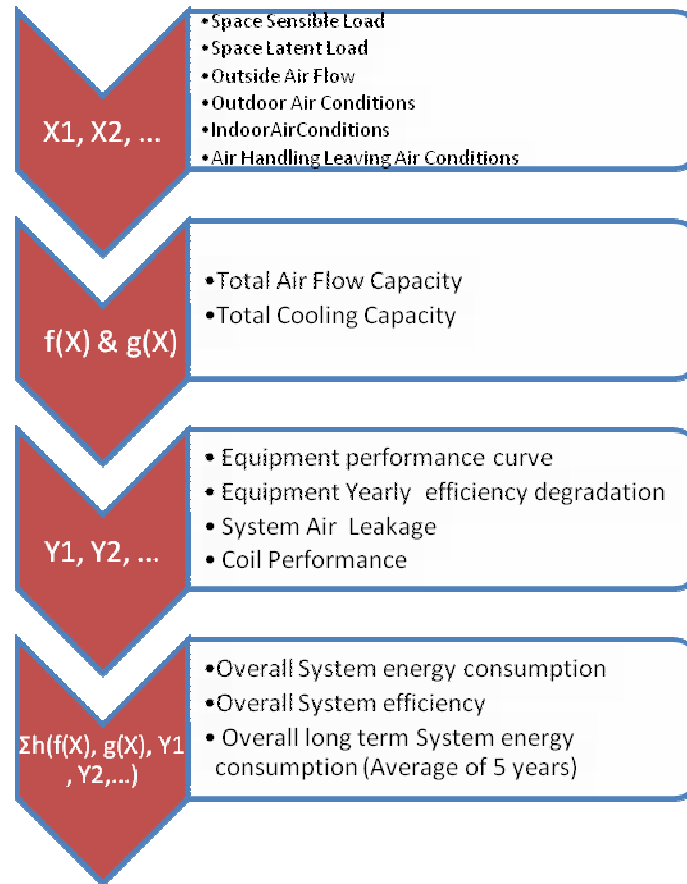 X1, X2, ...
•Space Sensible Load
•Space Latent Load
•Outside Air Flow
•Outdoor Air Conditions
•IndoorAirConditions
•Air Handling Leaving Air Conditions
f(X) & g(X)
•Total Air Flow Capacity
•Total Cooling Capacity
Y1, Y2, ...
• Equipment performance curve
• Equipment Yearly efficiency degradation
• System Air Leakage
• Coil Performance
Σh(f(X), g(X), Y1
, Y2,...)
•Overall System energy consumption
•Overall System efficiency
• Overall long term System energy
consumption (Average of 5 years)